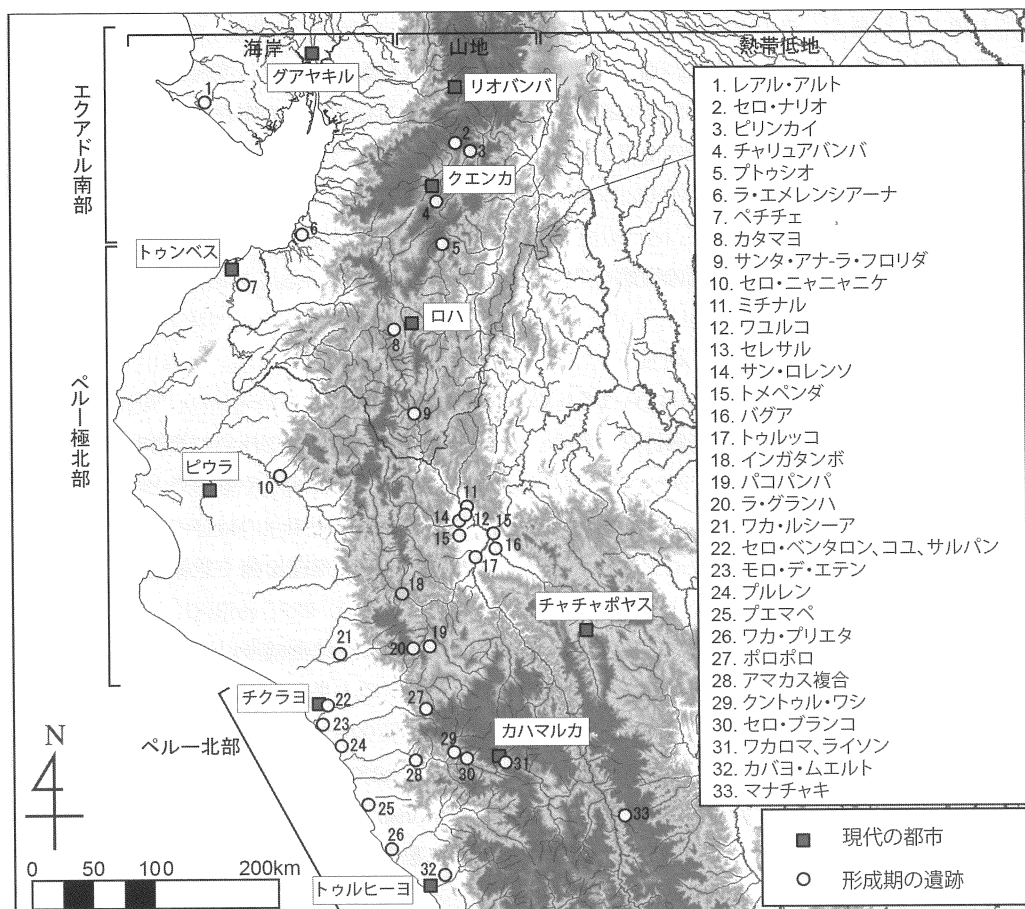 海岸
山地
熱帯低地
エクアドル南部
ペルー極北部
ペルー北部
グアヤキル
リオバンバ
クエンカ
トゥンベス
ロハ
ピウラ
チャチャポヤス
チクラヨ
カハマルカ
トゥルヒーヨ
1
2
3
4
5
6
7
8
9
10
11
14
12
15
15
16
17
18
19
20
21
22
23
24
25
26
27
28
29
30
31
32
33
N
0 50 100 200km
1. レアル・アルト
2. セロ・ナリオ
3. ピリンカイ
4. チャリュアバンバ
5. プトゥシオ
6. ラ・エメレンシアーナ
7. ペチチェ
8. カタマヨ
9. サンタ・アナ-ラ・フロリダ
10. セロ・ニャニャニケ
11. ミチナル
12. ワユルコ
13. セレサル
14. サン・ロレンソ
15. トメペンダ
16. バグア
17. トゥルッコ
18. インガタンボ
19. パコパンパ
20. ラ・グランハ
21. ワカ・ルシーア
22. セロ・ベンタロン、コユ、サルパン
23. モロ・デ・エテン
24. プルレン
25. プエマペ
26. ワカ・プリエタ
27. ポロポロ
28. アマカス複合
29. クントゥル・ワシ
30. セロ・ブランコ
31. ワカロマ、ライソン
32. カバヨ・ムエルト
33. マナチャキ
現代の都市
形成期の遺跡